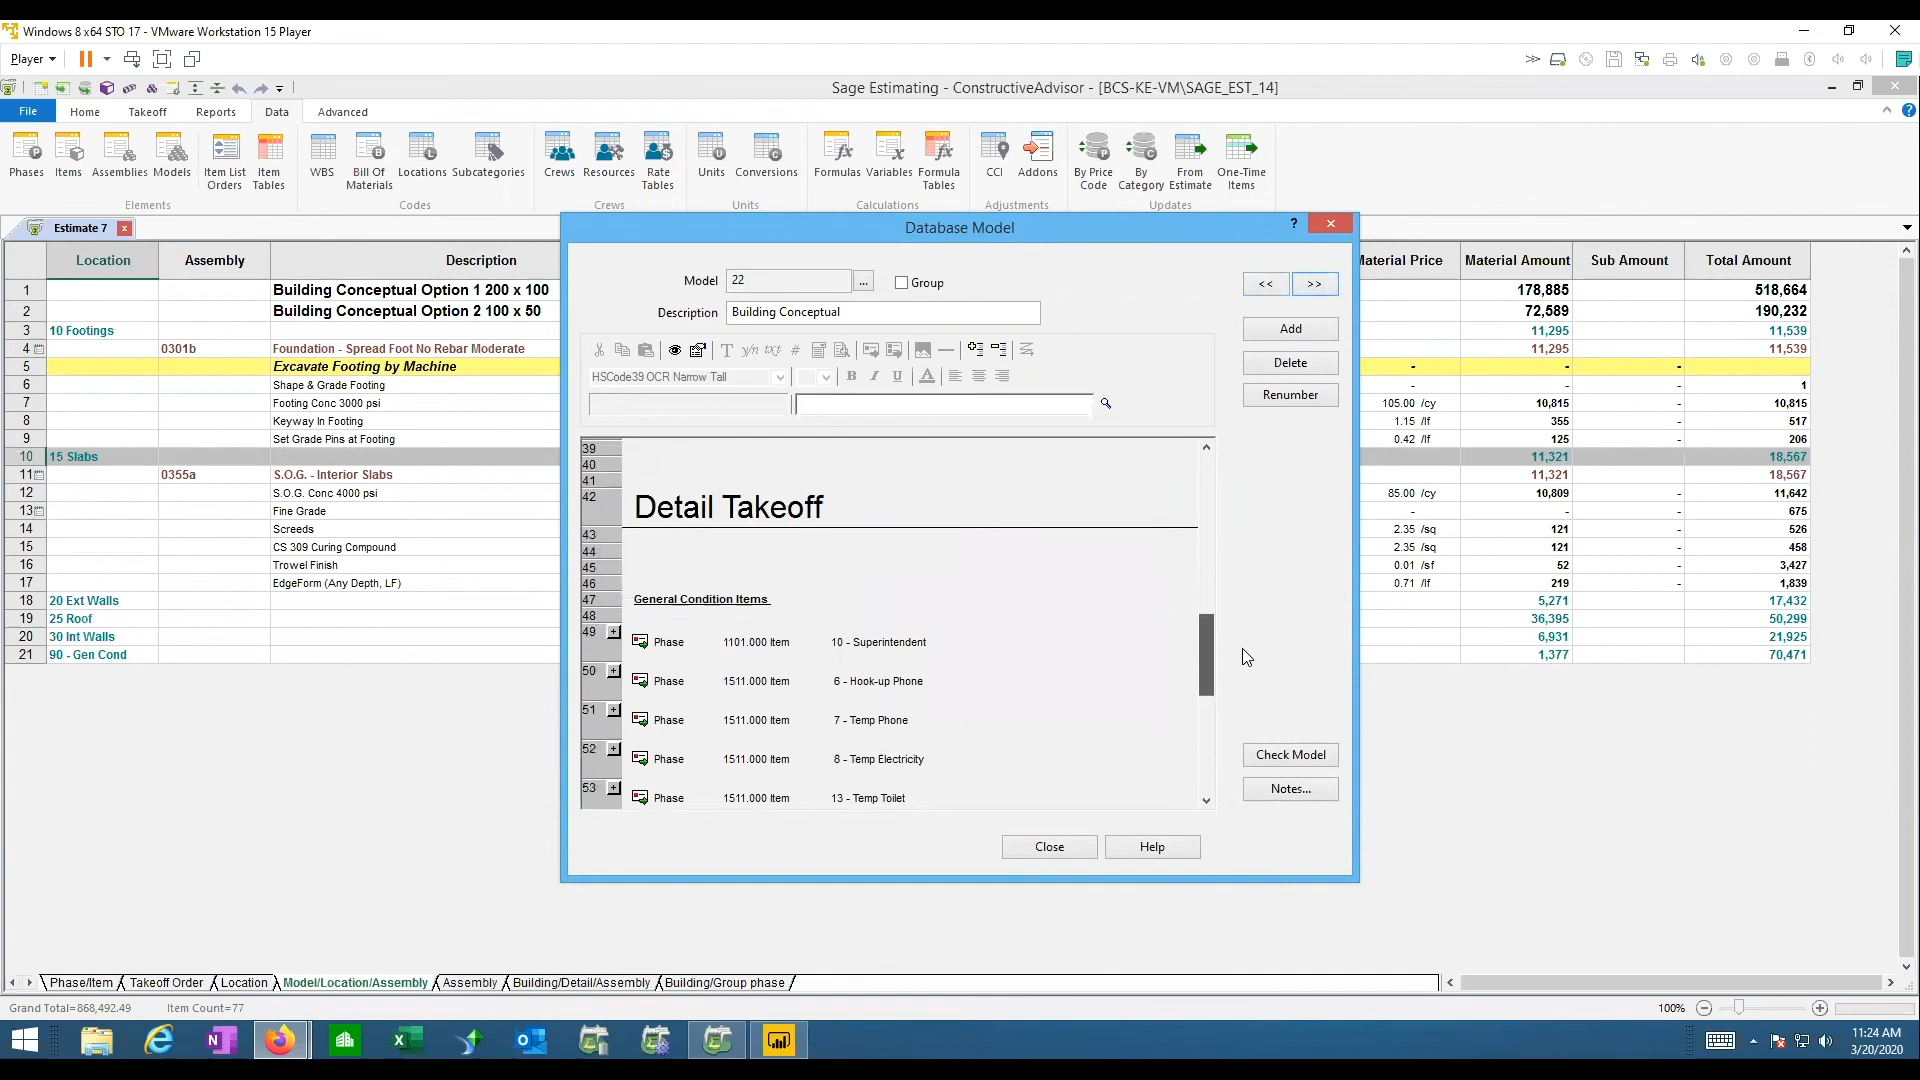 Windows 8 x64 STO 17 - VMware Workstation 15 Player
Player
Sage Estimating - ConstructiveAdvisor - [BCS-KE-VM\SAGE_EST_14]
File Home Takeoff Reports Data Advanced
Phases Items Assemblies Models Item List Orders Item Tables WBS Bill Of Materials Locations Subcategories Crews Resources Rate Tables Units Conversions Formulas Variables Formula Tables CCI Addons By Price Code By Category From Estimate One-Time Items
Elements Codes Crews Units Calculations Adjustments Updates
Estimate 7
Location Assembly Description Material Price Material Amount Sub Amount Total Amount
1 Building Conceptual Option 1 200 x 100 178,885 518,664
2 Building Conceptual Option 2 100 x 50 72,589 190,232
3 10 Footings 11,295 11,539
4 0301b Foundation - Spread Foot No Rebar Moderate 11,295 11,539
5 Excavate Footing by Machine - - -
6 Shape & Grade Footing - - - 1
7 Footing Conc 3000 psi 105.00 /cy 10,815 - 10,815
8 Keyway In Footing 1.15 /lf 355 - 517
9 Set Grade Pins at Footing 0.42 /lf 125 - 206
10 15 Slabs 11,321 18,567
11 0355a S.O.G. - Interior Slabs 11,321 18,567
12 S.O.G. Conc 4000 psi 85.00 /cy 10,809 - 11,642
13 Fine Grade - - - 675
14 Screeds 2.35 /sq 121 - 526
15 CS 309 Curing Compound 2.35 /sq 121 - 458
16 Trowel Finish 0.01 /sf 52 - 3,427
17 EdgeForm (Any Depth, LF) 0.71 /lf 219 - 1,839
18 20 Ext Walls 5,271 17,432
19 25 Roof 36,395 50,299
20 30 Int Walls 6,931 21,925
21 90 - Gen Cond 1,377 70,471
Database Model
Model 22 ... Group
Description Building Conceptual
<< >>
Add
Delete
Renumber
HSCode39 OCR Narrow Tall
B I U A
39
40
41
42 Detail Takeoff
43
44
45
46
47 General Condition Items
48
49 Phase 1101.000 Item 10 - Superintendent
50 Phase 1511.000 Item 6 - Hook-up Phone
51 Phase 1511.000 Item 7 - Temp Phone
52 Phase 1511.000 Item 8 - Temp Electricity
53 Phase 1511.000 Item 13 - Temp Toilet
Check Model
Notes...
Close Help
Phase/Item Takeoff Order Location Model/Location/Assembly Assembly Building/Detail/Assembly Building/Group phase
Grand Total=868,492.49 Item Count=77 100%
11:24 AM
3/20/2020